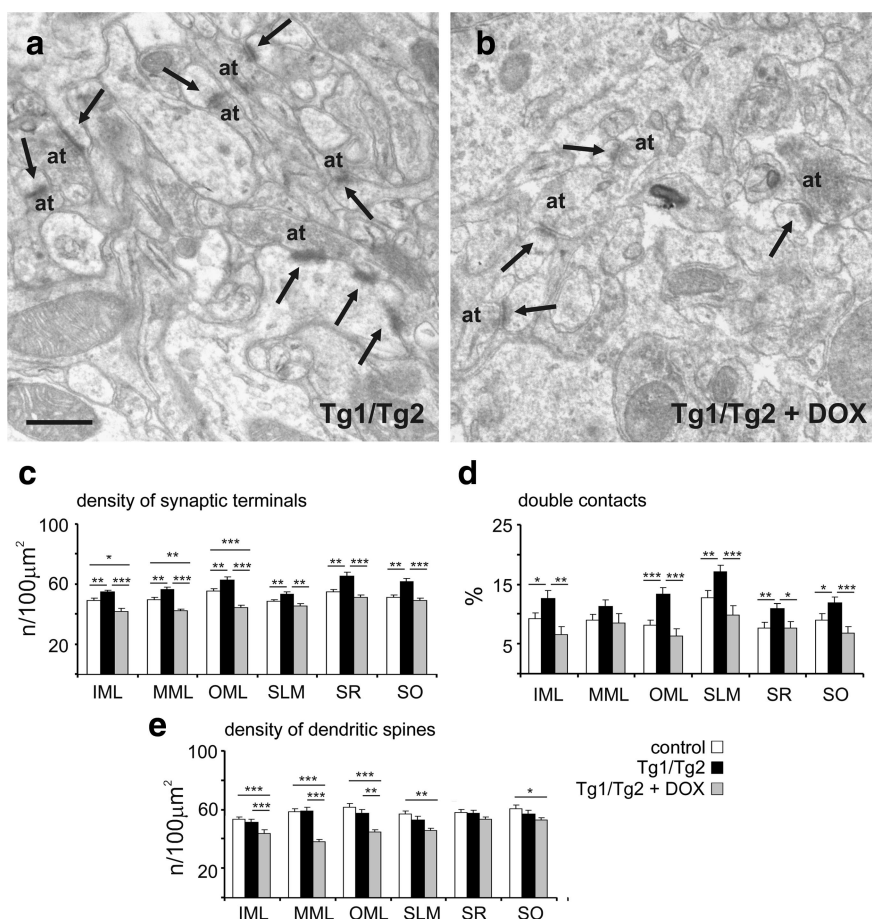 a
at
at
at
at
at
at
Tg1/Tg2
b
at
at
at
at
Tg1/Tg2 + DOX
c
density of synaptic terminals
n/100μm²
100
60
20
*
**
***
** *** ** *** ** *** ** ** ** *** ** ***
IML MML OML SLM SR SO
d
double contacts
%
25
15
5
* ** *** *** ** *** ** * * ***
IML MML OML SLM SR SO
e
density of dendritic spines
n/100μm²
100
60
20
*** *** *** ** *
*** *** **
IML MML OML SLM SR SO
control
Tg1/Tg2
Tg1/Tg2 + DOX